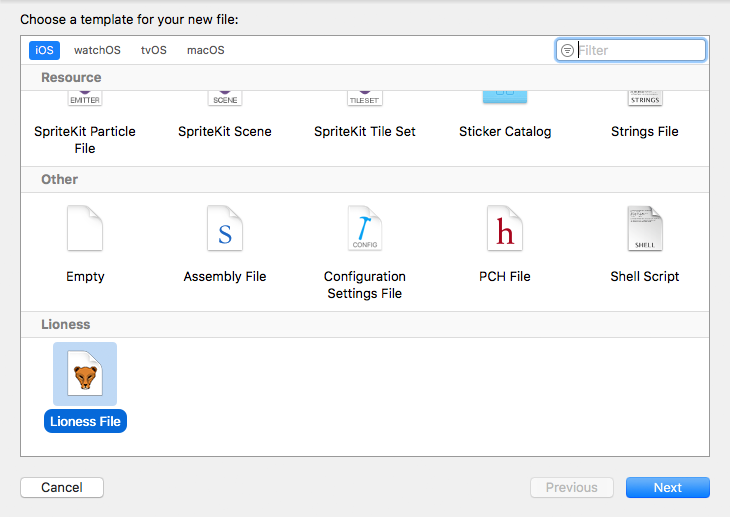 Choose a template for your new file:
iOS watchOS tvOS macOS Filter
Resource
EMITTER SCENE TILESET STRINGS
SpriteKit Particle File SpriteKit Scene SpriteKit Tile Set Sticker Catalog Strings File
Other
S CONFIG h SHELL
Empty Assembly File Configuration Settings File PCH File Shell Script
Lioness
Lioness File
Cancel Previous Next